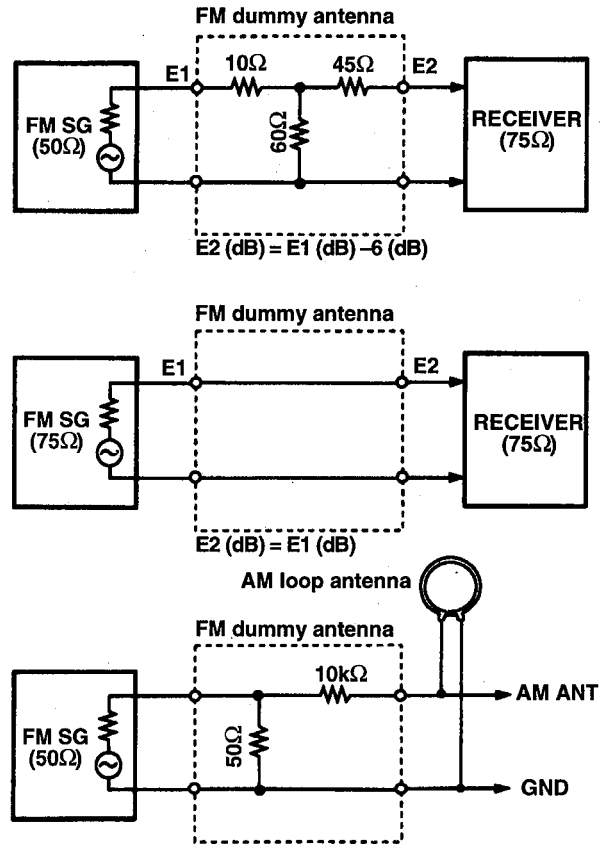 FM dummy antenna
E1
10Ω
45Ω
E2
FM SG
(50Ω)
60Ω
RECEIVER
(75Ω)
E2 (dB) = E1 (dB) –6 (dB)
FM dummy antenna
E1
E2
FM SG
(75Ω)
RECEIVER
(75Ω)
E2 (dB) = E1 (dB)
AM loop antenna
FM dummy antenna
10kΩ
AM ANT
FM SG
(50Ω)
50Ω
GND